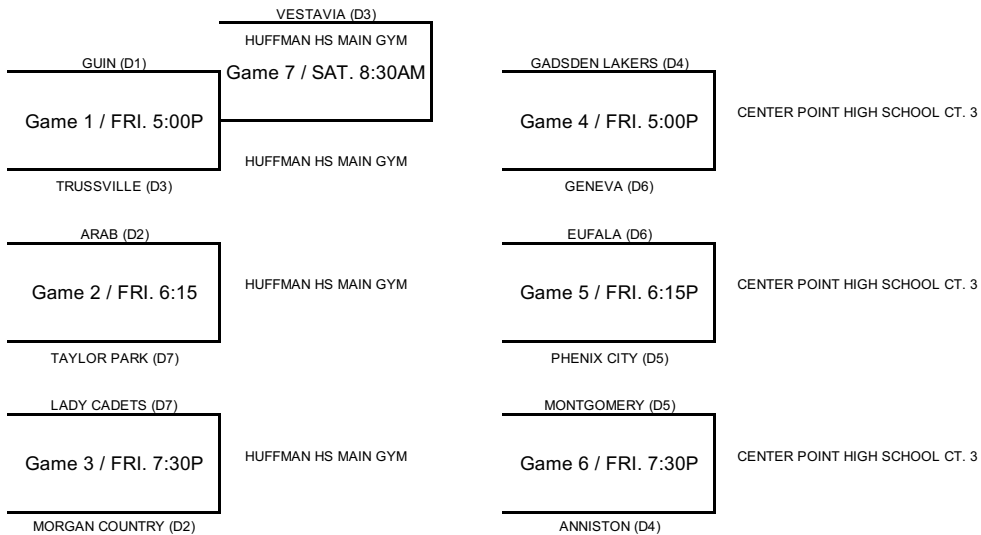 VESTAVIA (D3)
HUFFMAN HS MAIN GYM
Game 7 / SAT. 8:30AM
GUIN (D1)
Game 1 / FRI. 5:00P
HUFFMAN HS MAIN GYM
TRUSSVILLE (D3)
GADSDEN LAKERS (D4)
Game 4 / FRI. 5:00P
CENTER POINT HIGH SCHOOL CT. 3
GENEVA (D6)
ARAB (D2)
Game 2 / FRI. 6:15
HUFFMAN HS MAIN GYM
TAYLOR PARK (D7)
EUFALA (D6)
Game 5 / FRI. 6:15P
CENTER POINT HIGH SCHOOL CT. 3
PHENIX CITY (D5)
LADY CADETS (D7)
Game 3 / FRI. 7:30P
HUFFMAN HS MAIN GYM
MORGAN COUNTRY (D2)
MONTGOMERY (D5)
Game 6 / FRI. 7:30P
CENTER POINT HIGH SCHOOL CT. 3
ANNISTON (D4)